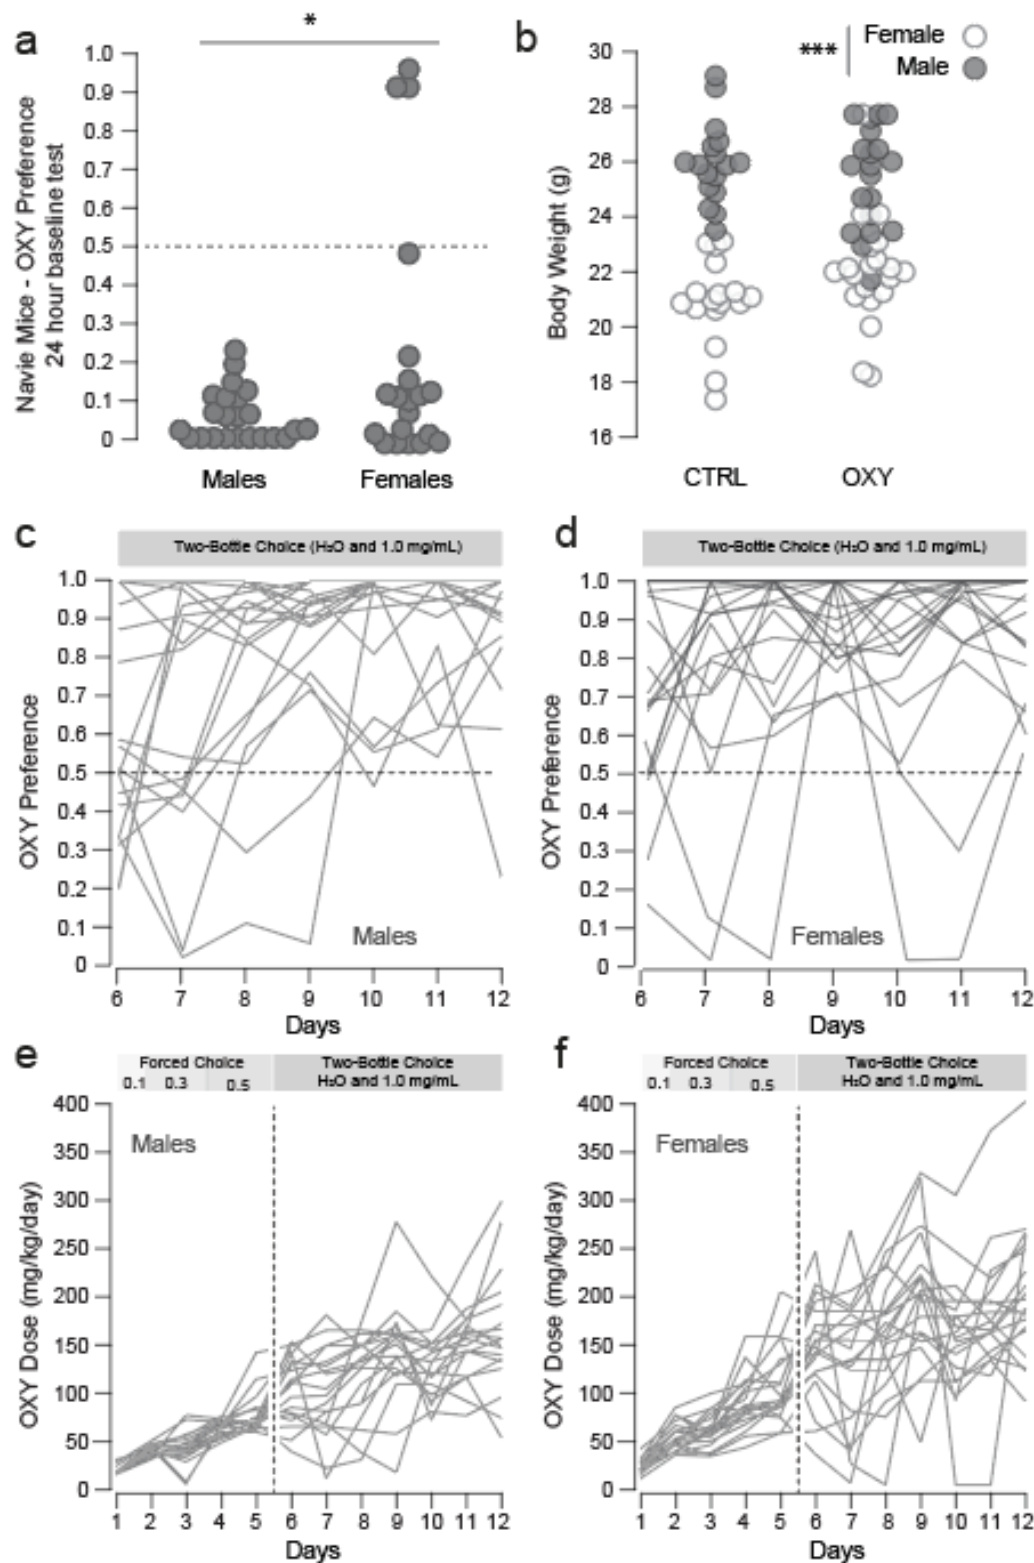 a
*
Navie Mice - OXY Preference
24 hour baseline test
1.0
0.9
0.8
0.7
0.6
0.5
0.4
0.3
0.2
0.1
0
Males
Females
b
***
Female
Male
Body Weight (g)
30
28
26
24
22
20
18
16
CTRL
OXY
c
Two-Bottle Choice (H₂O and 1.0 mg/mL)
OXY Preference
1.0
0.9
0.8
0.7
0.6
0.5
0.4
0.3
0.2
0.1
0
Males
6 7 8 9 10 11 12
Days
d
Two-Bottle Choice (H₂O and 1.0 mg/mL)
OXY Preference
1.0
0.9
0.8
0.7
0.6
0.5
0.4
0.3
0.2
0.1
0
Females
6 7 8 9 10 11 12
Days
e
Forced Choice
0.1 0.3 0.5
Two-Bottle Choice
H₂O and 1.0 mg/mL
OXY Dose (mg/kg/day)
400
350
300
250
200
150
100
50
0
Males
1 2 3 4 5 6 7 8 9 10 11 12
Days
f
Forced Choice
0.1 0.3 0.5
Two-Bottle Choice
H₂O and 1.0 mg/mL
OXY Dose (mg/kg/day)
400
350
300
250
200
150
100
50
0
Females
1 2 3 4 5 6 7 8 9 10 11 12
Days